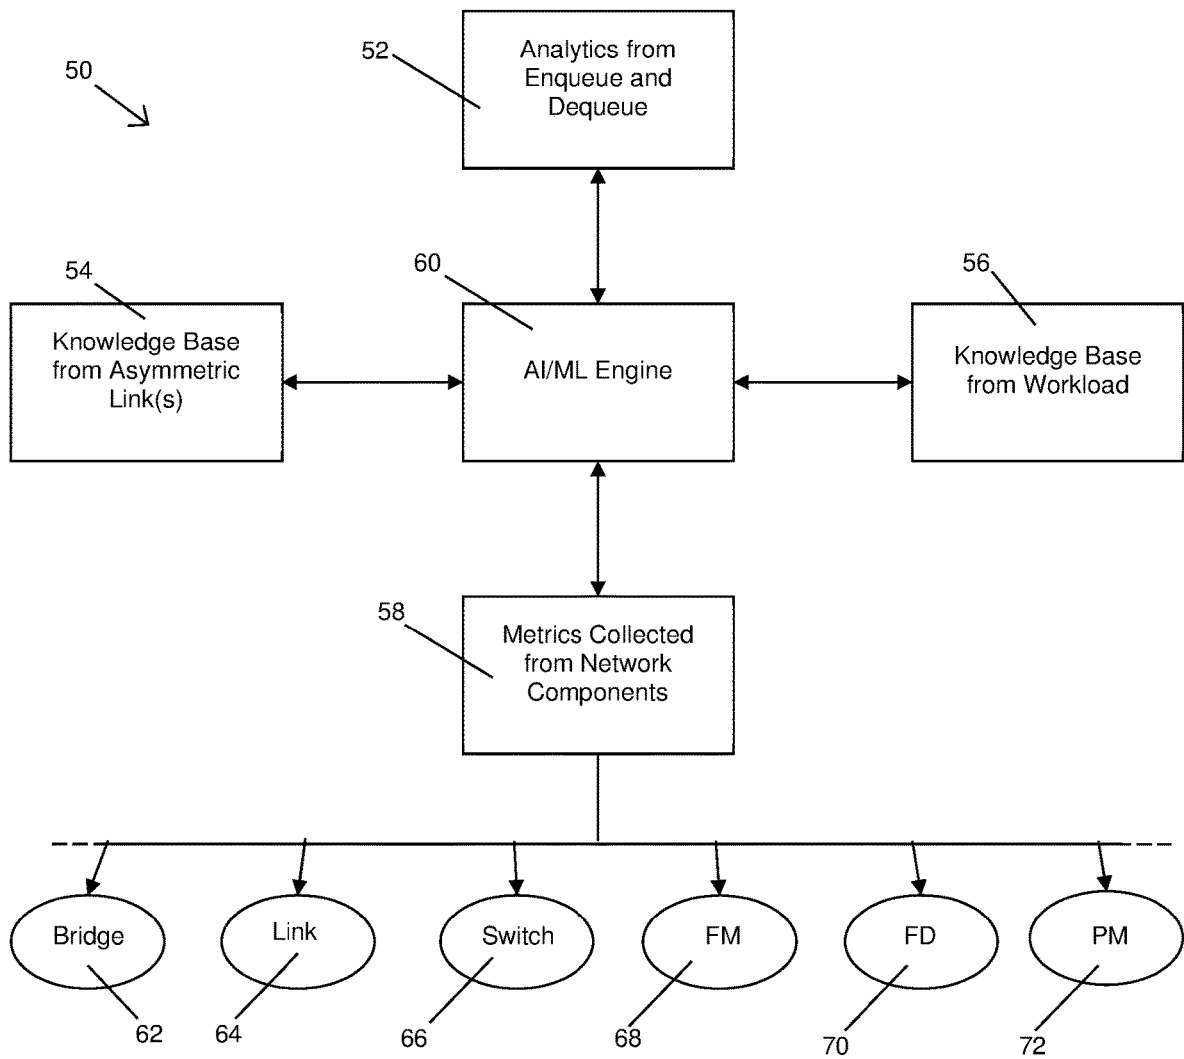 52
Analytics from
Enqueue and
Dequeue
50
54
60
56
Knowledge Base
from Asymmetric
Link(s)
AI/ML Engine
Knowledge Base
from Workload
58
Metrics Collected
from Network
Components
Bridge
Link
Switch
FM
FD
PM
62
64
66
68
70
72